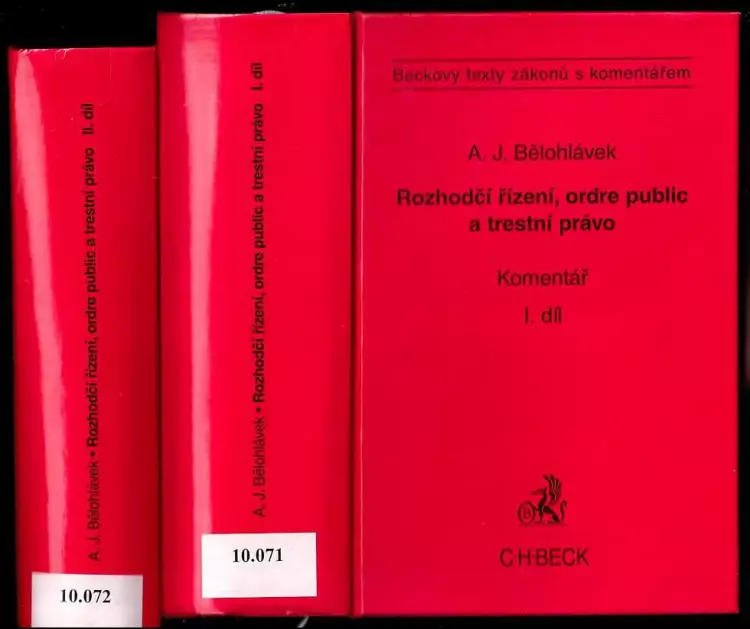 A. J. Bělohlávek • Rozhodčí řízení, ordre public a trestní právo II. díl
10.072
A. J. Bělohlávek • Rozhodčí řízení, ordre public a trestní právo I. díl
10.071
Beckovy texty zákonů s komentářem
A. J. Bělohlávek
Rozhodčí řízení, ordre public
a trestní právo
Komentář
I. díl
B
C·H·BECK